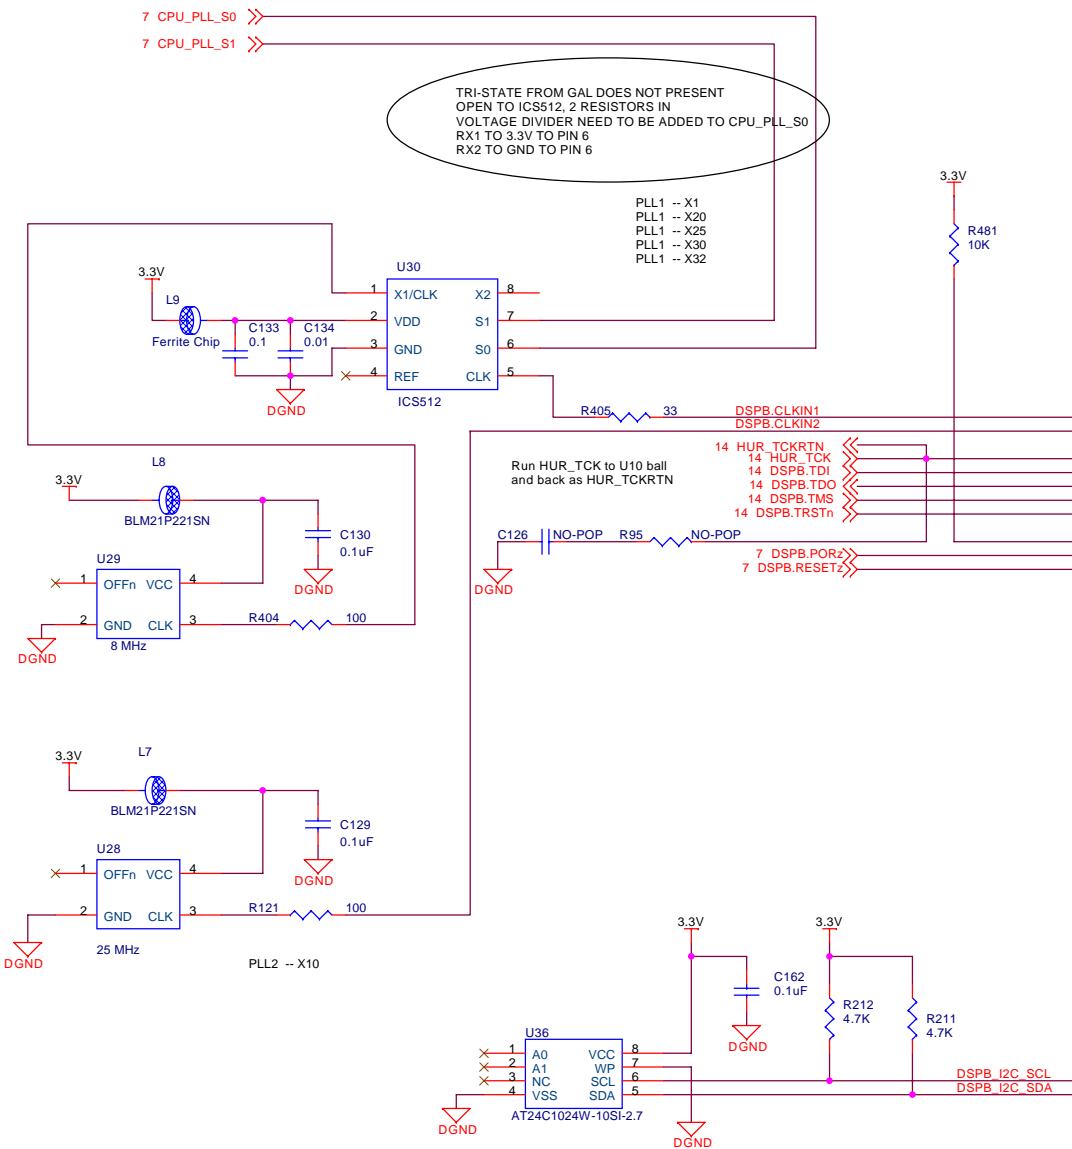 7 CPU_PLL_S0
7 CPU_PLL_S1
TRI-STATE FROM GAL DOES NOT PRESENT
OPEN TO ICS512, 2 RESISTORS IN
VOLTAGE DIVIDER NEED TO BE ADDED TO CPU_PLL_S0
RX1 TO 3.3V TO PIN 6
RX2 TO GND TO PIN 6
PLL1 -- X1
PLL1 -- X20
PLL1 -- X25
PLL1 -- X30
PLL1 -- X32
3.3V
R481
10K
U30
3.3V
L9
Ferrite Chip
C133
0.1
C134
0.01
DGND
1 X1/CLK X2 8
2 VDD S1 7
3 GND S0 6
4 REF CLK 5
ICS512
R405 33
DSPB.CLKIN1
DSPB.CLKIN2
14 HUR_TCKRTN
14 HUR_TCK
14 DSPB.TDI
14 DSPB.TDO
14 DSPB.TMS
14 DSPB.TRSTn
Run HUR_TCK to U10 ball
and back as HUR_TCKRTN
C126 NO-POP R95 NO-POP
DGND
7 DSPB.PORz
7 DSPB.RESETz
L8
3.3V
BLM21P221SN
C130
0.1uF
DGND
U29
1 OFFn VCC 4
2 GND CLK 3
8 MHz
DGND
R404 100
L7
3.3V
BLM21P221SN
C129
0.1uF
DGND
U28
1 OFFn VCC 4
2 GND CLK 3
25 MHz
DGND
R121 100
PLL2 -- X10
3.3V
3.3V
C162
0.1uF
DGND
R212
4.7K
R211
4.7K
U36
1 A0 VCC 8
2 A1 WP 7
3 NC SCL 6
4 VSS SDA 5
AT24C1024W-10SI-2.7
DGND
DGND
DSPB_I2C_SCL
DSPB_I2C_SDA